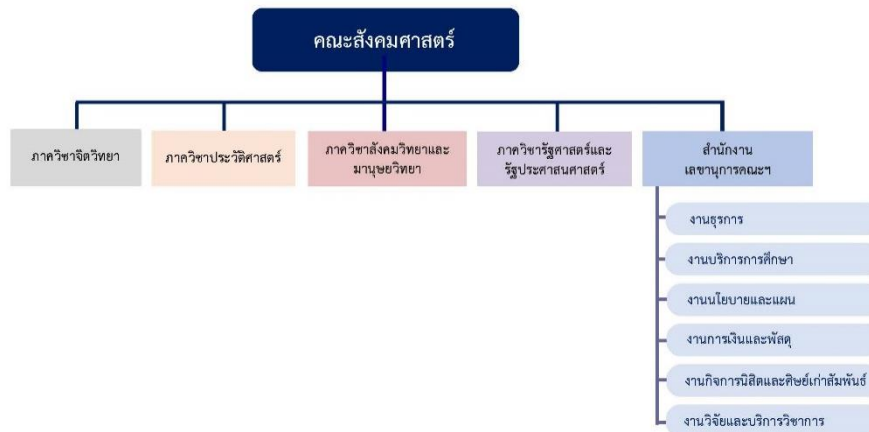 คณะสังคมศาสตร์
ภาควิชาจิตวิทยา
ภาควิชาประวัติศาสตร์
ภาควิชาสังคมวิทยาและ
มานุษยวิทยา
ภาควิชารัฐศาสตร์และ
รัฐประศาสนศาสตร์
สำนักงาน
เลขานุการคณะฯ
งานธุรการ
งานบริการการศึกษา
งานนโยบายและแผน
งานการเงินและพัสดุ
งานกิจการนิสิตและศิษย์เก่าสัมพันธ์
งานวิจัยและบริการวิชาการ